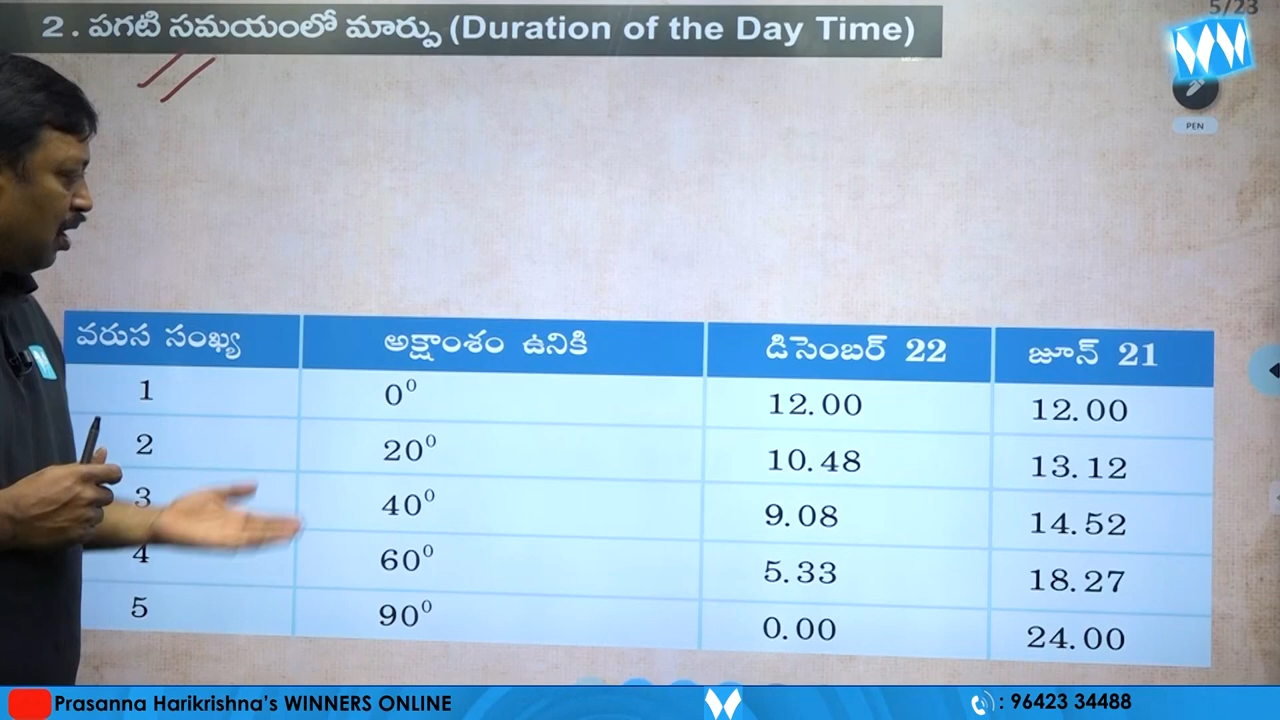 5/23
2. పగటి సమయంలో మార్పు (Duration of the Day Time)
PEN
వరుస సంఖ్య అక్షాంశం ఉనికి డిసెంబర్ 22 జూన్ 21
1 0⁰ 12.00 12.00
2 20⁰ 10.48 13.12
3 40⁰ 9.08 14.52
4 60⁰ 5.33 18.27
5 90⁰ 0.00 24.00
Prasanna Harikrishna's WINNERS ONLINE : 96423 34488